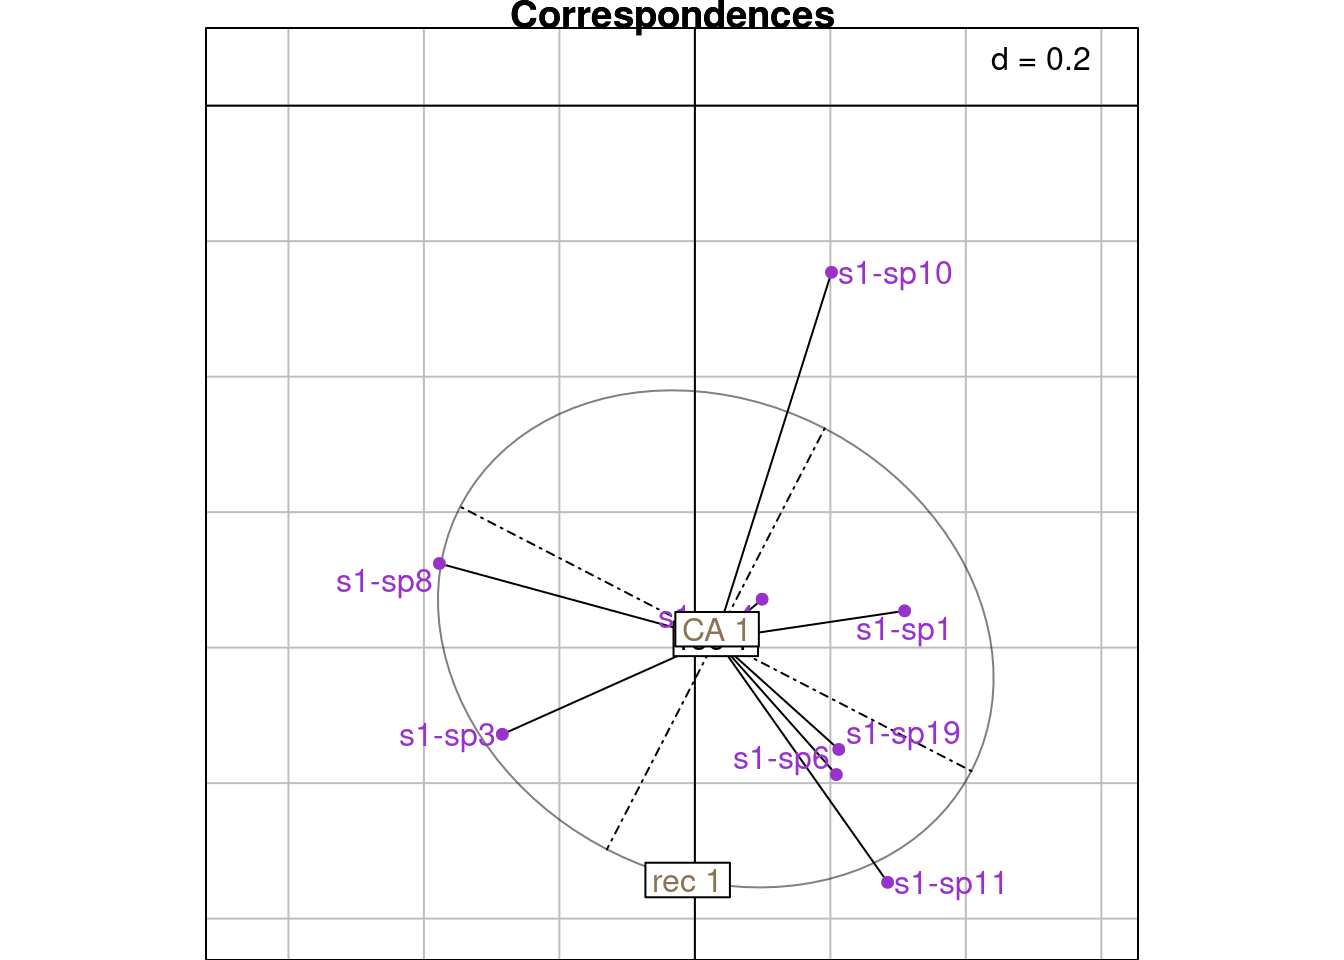 Correspondences
d = 0.2
s1-sp10
s1-sp8
CA 1
s1-sp1
s1-sp3
s1-sp19
s1-sp6
rec 1
s1-sp11